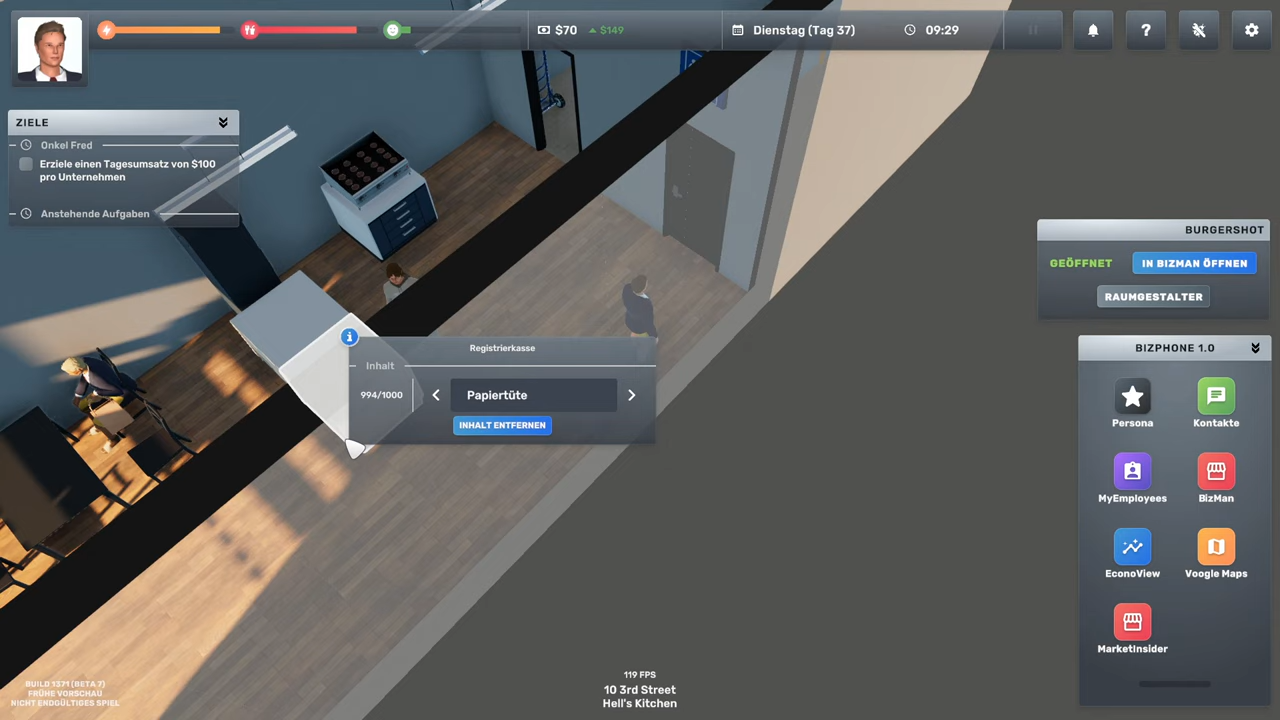 $70
$149
Dienstag (Tag 37)
09:29
?
ZIELE
Onkel Fred
Erziele einen Tagesumsatz von $100
pro Unternehmen
Anstehende Aufgaben
BURGERSHOT
GEÖFFNET
IN BIZMAN ÖFFNEN
RAUMGESTALTER
i
Registrierkasse
Inhalt
994/1000
Papiertüte
INHALT ENTFERNEN
BIZPHONE 1.0
Persona
Kontakte
MyEmployees
BizMan
EconoView
Voogle Maps
MarketInsider
BUILD 1371 (BETA 7)
FRÜHE VORSCHAU
NICHT ENDGÜLTIGES SPIEL
119 FPS
10 3rd Street
Hell's Kitchen